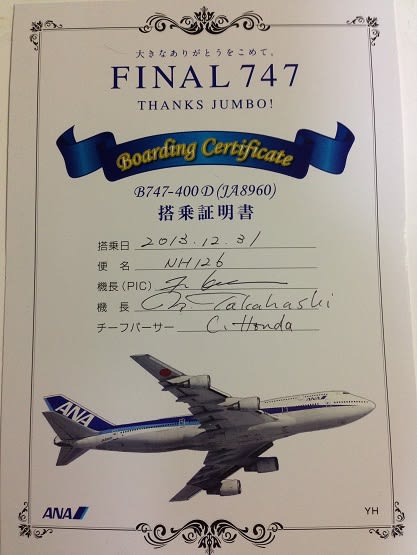 大きなありがとうをこめて。
FINAL 747
THANKS JUMBO!
Boarding Certificate
B747-400D (JA8960)
搭乗証明書
搭乗日 2013.12.31
便 名 NH126
機長(PIC)
機 長 Takahashi
チーフパーサー C. Honda
ANA
ANA
ANA YH